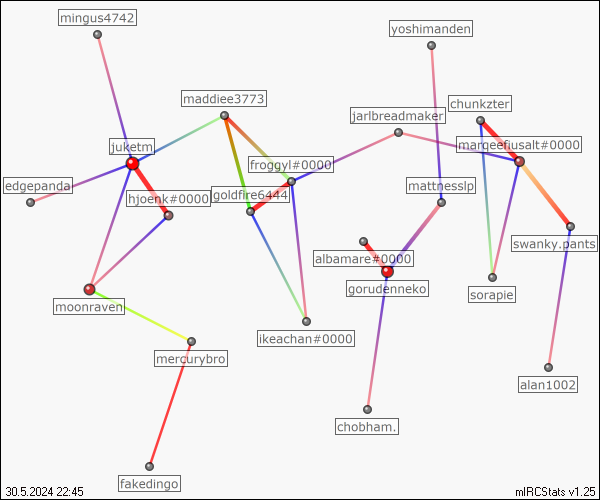 mingus4742
yoshimanden
maddiee3773
chunkzter
jarlbreadmaker
juketm
marqeefiusalt#0000
froggyl#0000
edgepanda
hjoenk#0000
goldfire6444
mattnesslp
swanky.pants
albamare#0000
gorudenneko
sorapie
moonraven
ikeachan#0000
mercurybro
alan1002
chobham.
fakedingo
30.5.2024 22:45
mIRCStats v1.25